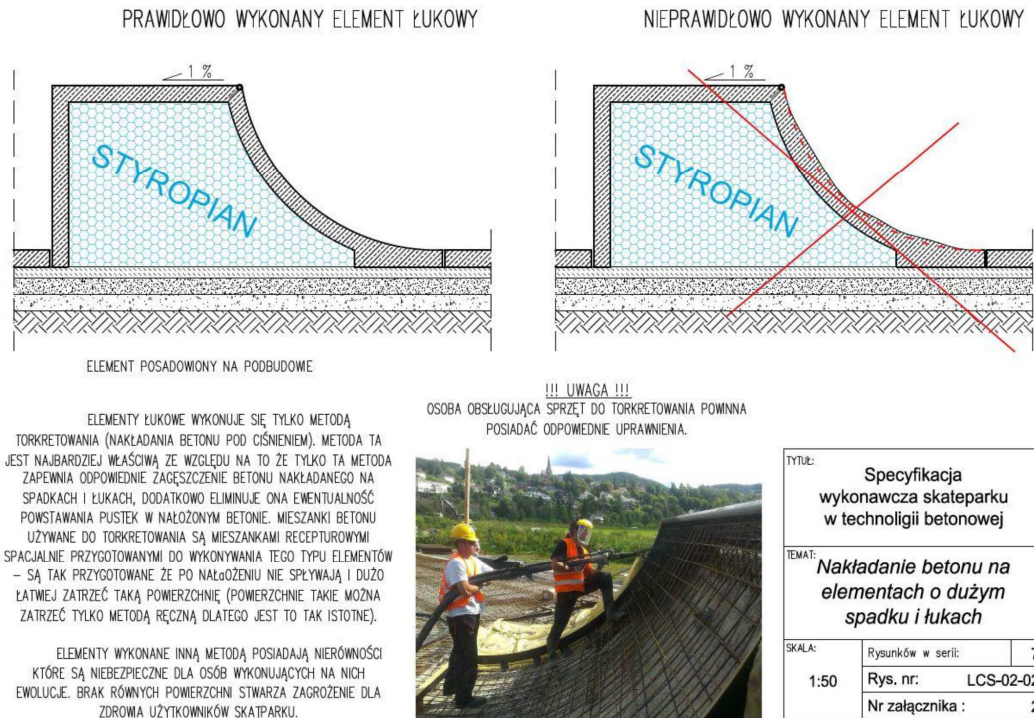 PRAWIDŁOWO WYKONANY ELEMENT ŁUKOWY
NIEPRAWIDŁOWO WYKONANY ELEMENT ŁUKOWY
1 %
STYROPIAN
1 %
STYROPIAN
ELEMENT POSADOWIONY NA PODBUDOWIE
ELEMENTY ŁUKOWE WYKONUJE SIĘ TYLKO METODĄ
TORKRETOWANIA (NAKŁADANIA BETONU POD CIŚNIENIEM). METODA TA
JEST NAJBARDZIEJ WŁAŚCIWĄ ZE WZGLĘDU NA TO ŻE TYLKO TA METODA
ZAPEWNIA ODPOWIEDNIE ZAGĘSZCZENIE BETONU NAKŁADANEGO NA
SPADKACH I ŁUKACH, DODATKOWO ELIMINUJE ONA EWENTUALNOŚĆ
POWSTAWANIA PUSTEK W NAŁOŻONYM BETONIE. MIESZANKI BETONU
UŻYWANE DO TORKRETOWANIA SĄ MIESZANKAMI RECEPTUROWYMI
SPACJALNIE PRZYGOTOWANYMI DO WYKONYWANIA TEGO TYPU ELEMENTÓW
– SĄ TAK PRZYGOTOWANE ŻE PO NAŁaOŻENIU NIE SPŁYWAJĄ I DUŻO
ŁATWIEJ ZATRZEĆ TAKĄ POWIERZCHNIĘ (POWIERZCHNIE TAKIE MOŻNA
ZATRZEĆ TYLKO METODĄ RĘCZNĄ DLATEGO JEST TO TAK ISTOTNE).
ELEMENTY WYKONANE INNĄ METODĄ POSIADAJĄ NIERÓWNOŚCI
KTÓRE SĄ NIEBEZPIECZNE DLA OSÓB WYKONUJĄCYCH NA NICH
EWOLUCJE. BRAK RÓWNYCH POWIERZCHNI STWARZA ZAGROŻENIE DLA
ZDROWIA UŻYTKOWNIKÓW SKATPARKU.
!!! UWAGA !!!
OSOBA OBSŁUGUJĄCA SPRZĘT DO TORKRETOWANIA POWINNA
POSIADAĆ ODPOWIEDNIE UPRAWNIENIA.
TYTUŁ:
Specyfikacja
wykonawcza skateparku
w technoligii betonowej
TEMAT:
Nakładanie betonu na
elementach o dużym
spadku i łukach
SKALA:
1:50
Rysunków w serii: 7
Rys. nr: LCS-02-02
Nr załącznika :